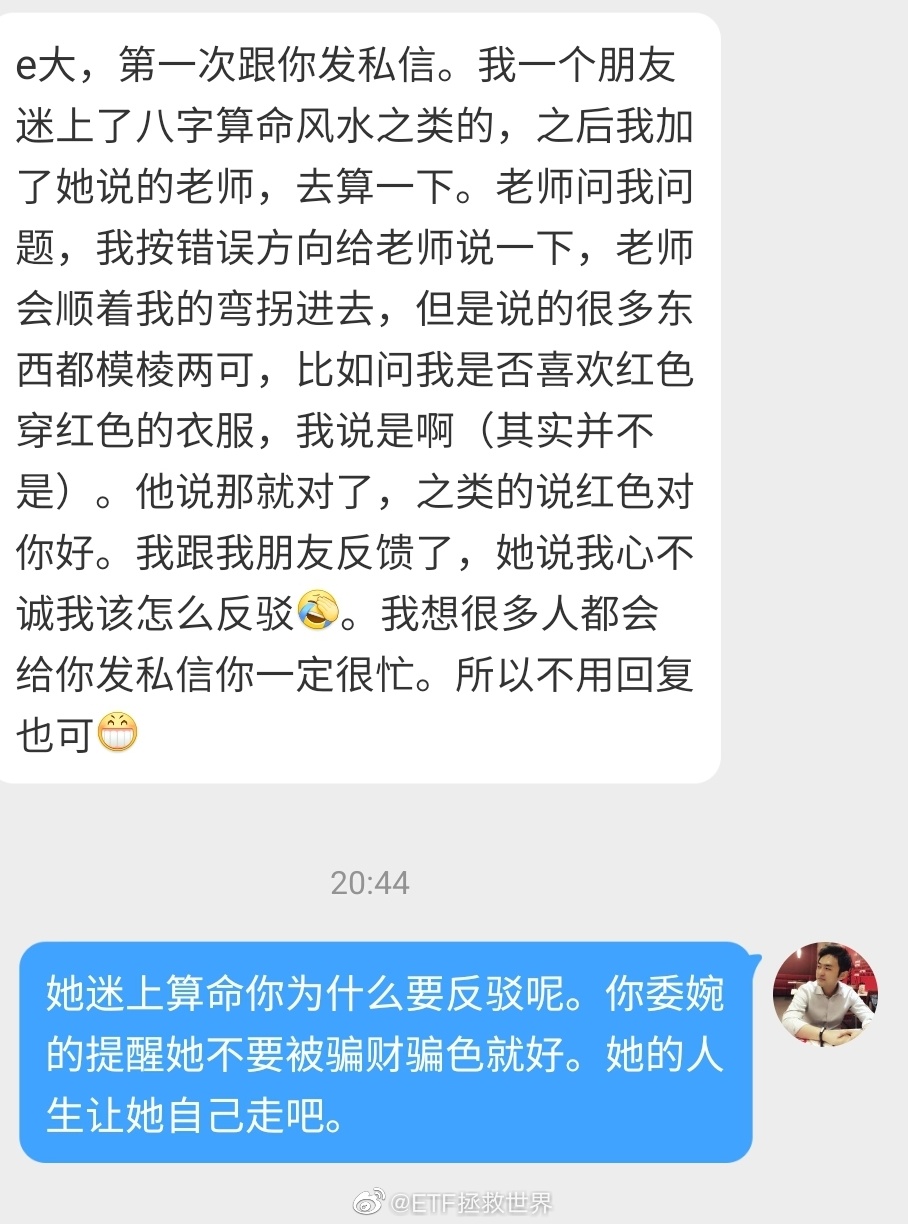 e大，第一次跟你发私信。我一个朋友
迷上了八字算命风水之类的，之后我加
了她说的老师，去算一下。老师问我问
题，我按错误方向给老师说一下，老师
会顺着我的弯拐进去，但是说的很多东
西都模棱两可，比如问我是否喜欢红色
穿红色的衣服，我说是啊（其实并不
是）。他说那就对了，之类的说红色对
你好。我跟我朋友反馈了，她说我心不
诚我该怎么反驳🤣。我想很多人都会
给你发私信你一定很忙。所以不用回复
也可😁
20:44
她迷上算命你为什么要反驳呢。你委婉
的提醒她不要被骗财骗色就好。她的人
生让她自己走吧。
@ETF拯救世界